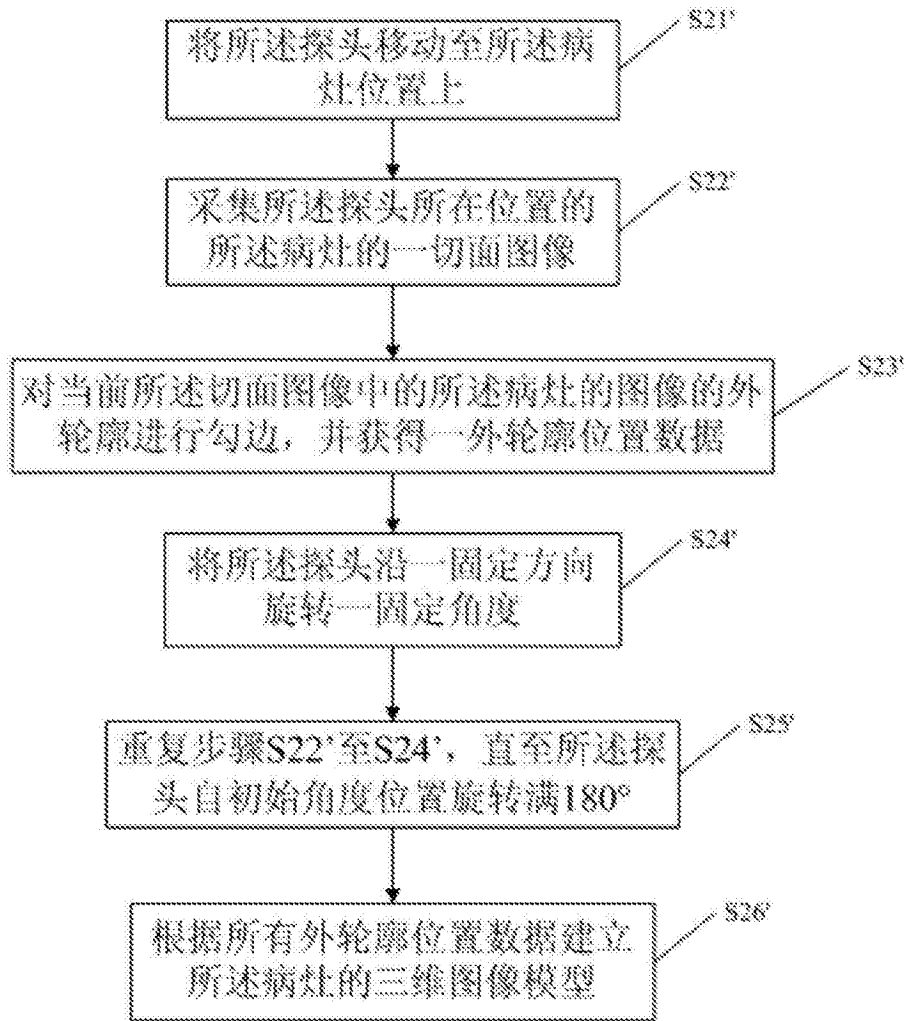 S21'
将所述探头移动至所述病
灶位置上
S22'
采集所述探头所在位置的
所述病灶的一切面图像
S23'
对当前所述切面图像中的所述病灶的图像的外
轮廓进行勾边，并获得一外轮廓位置数据
S24'
将所述探头沿一固定方向
旋转一固定角度
S25'
重复步骤S22’至S24’，直至所述探
头自初始角度位置旋转满180°
S26'
根据所有外轮廓位置数据建立
所述病灶的三维图像模型